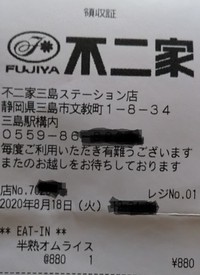 領収証
FUJIYA 不二家
不二家三島ステーション店
静岡県三島市文教町1-8-34
三島駅構内
0559-86
毎度ご利用いただき有難うございます
またのお越しをお待ちしております
店No.70 レジNo.01
2020年8月18日(火)
** EAT-IN **
半熟オムライス
@880 1 ¥880